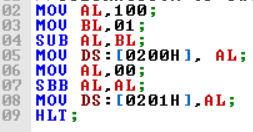 02 MOV AL,100;
03 MOV BL,01;
04 SUB AL,BL;
05 MOV DS:[0200H], AL;
06 MOV AL,00;
07 SBB AL,AL;
08 MOV DS:[0201H],AL;
09 HLT;